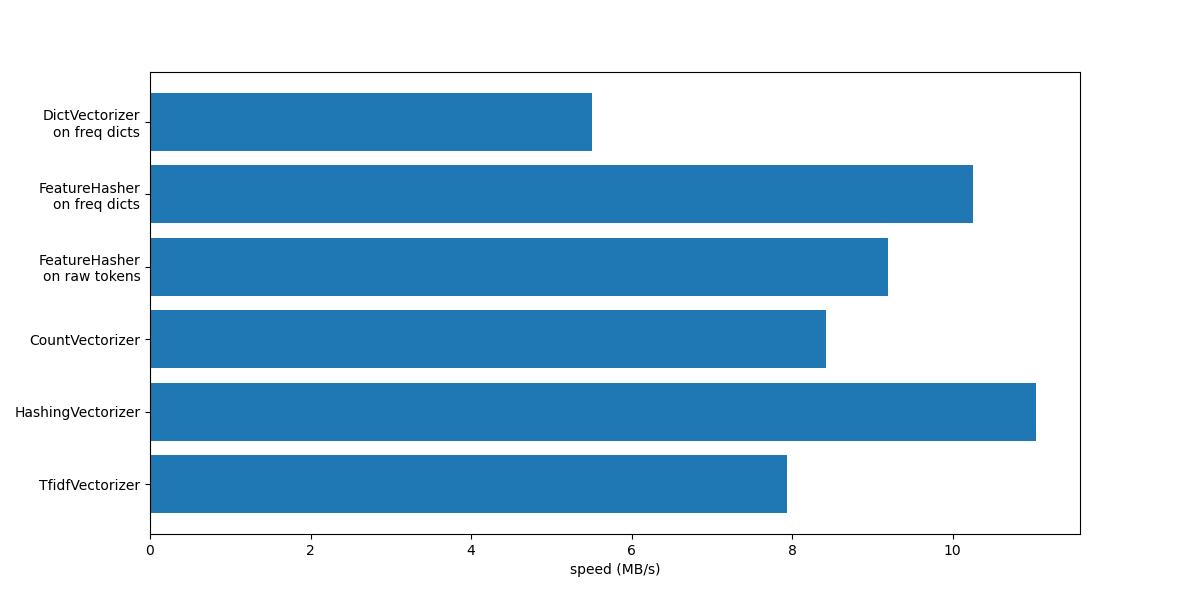 DictVectorizer
on freq dicts
FeatureHasher
on freq dicts
FeatureHasher
on raw tokens
CountVectorizer
HashingVectorizer
TfidfVectorizer
0 2 4 6 8 10
speed (MB/s)